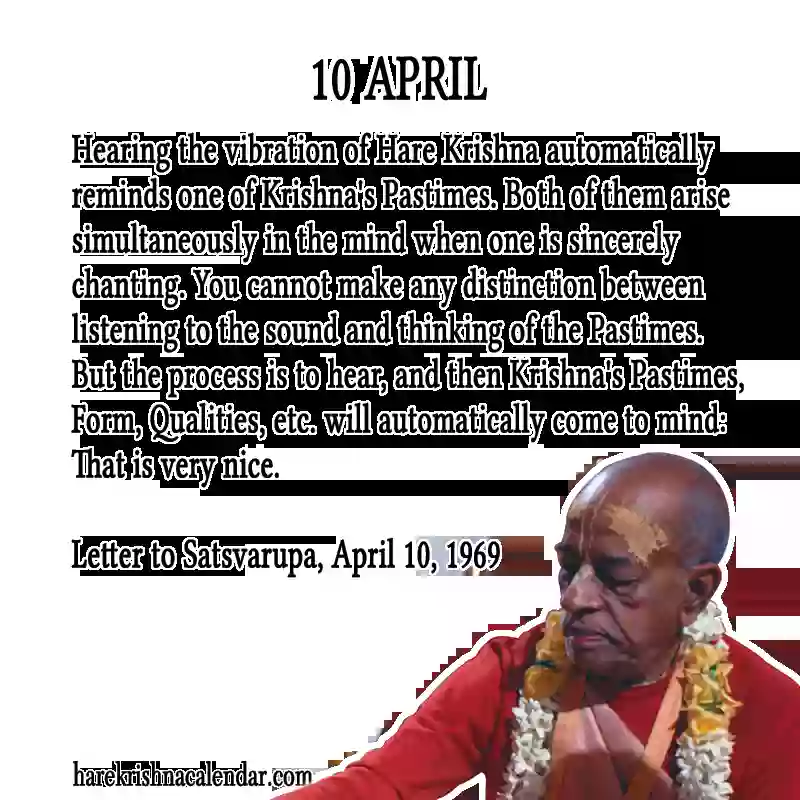 10 APRIL
Hearing the vibration of Hare Krishna automatically
reminds one of Krishna's Pastimes. Both of them arise
simultaneously in the mind when one is sincerely
chanting. You cannot make any distinction between
listening to the sound and thinking of the Pastimes.
But the process is to hear, and then Krishna's Pastimes,
Form, Qualities, etc. will automatically come to mind:
That is very nice.
Letter to Satsvarupa, April 10, 1969
harekrishnacalendar.com